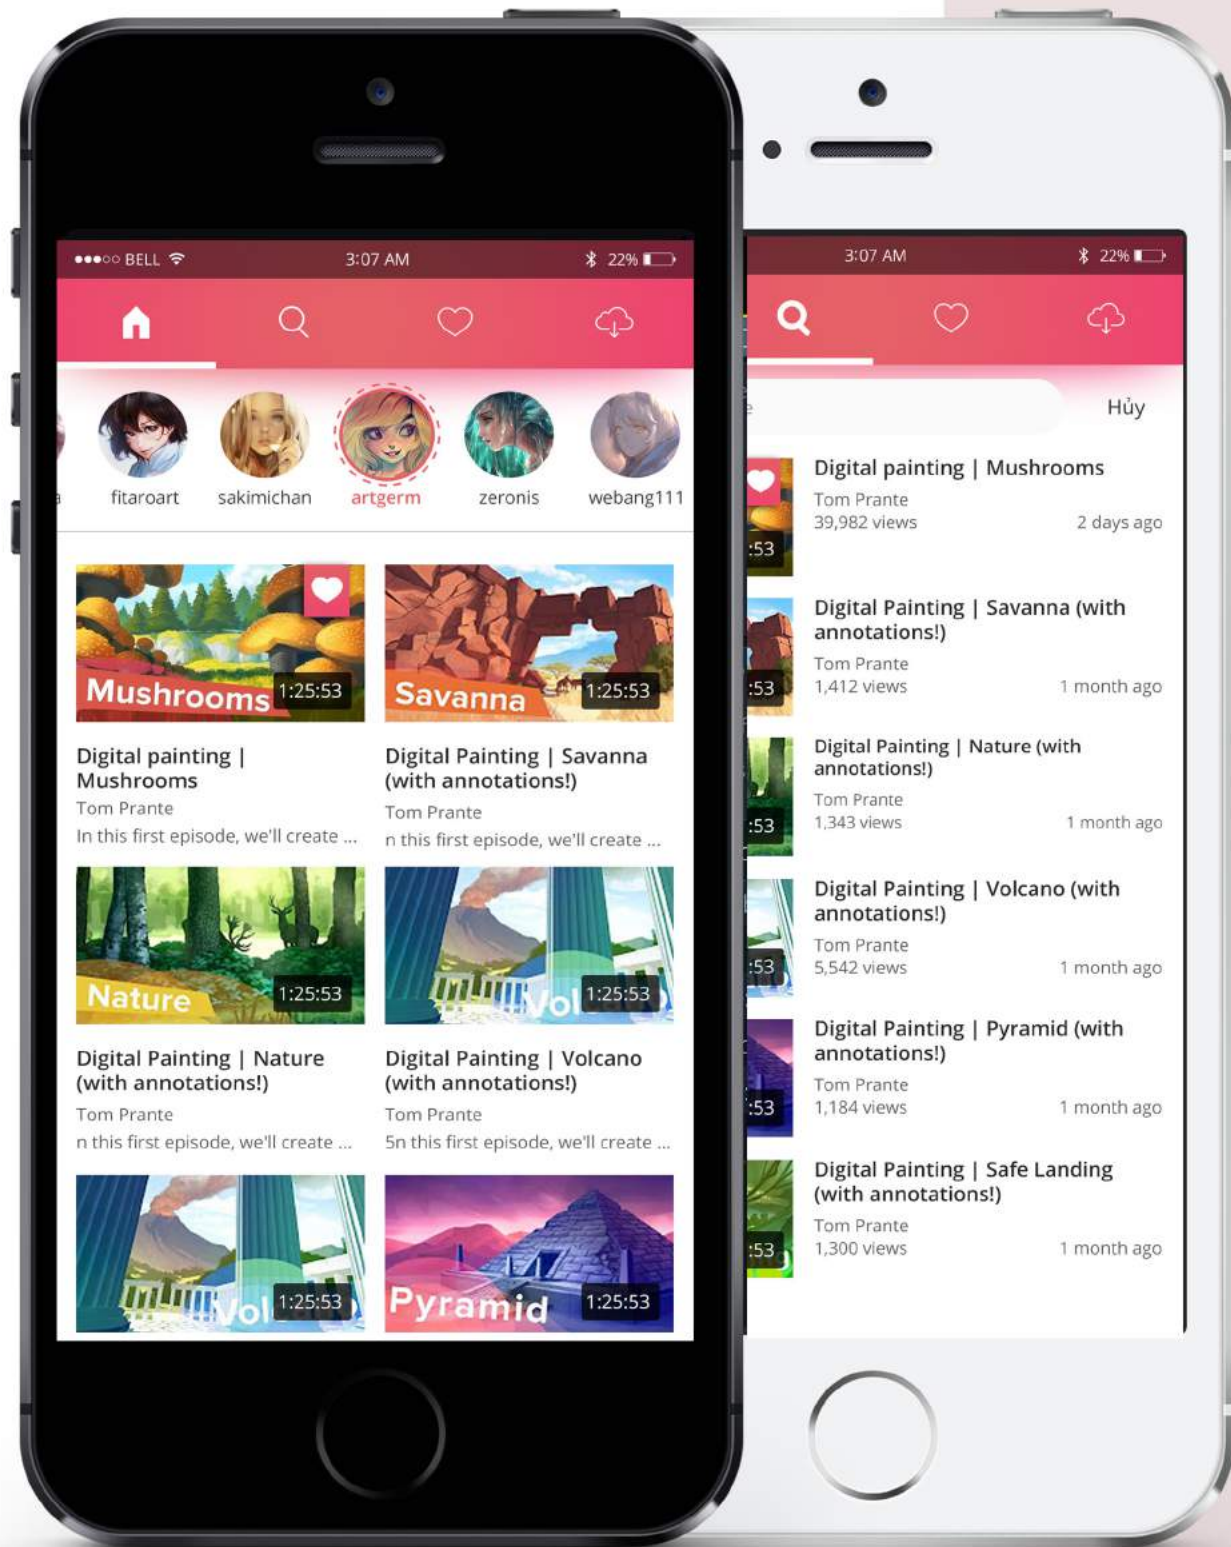 BELL 3:07 AM 22%
fitaroart sakimichan artgerm zeronis webang111
Mushrooms 1:25:53
Savanna 1:25:53
Digital painting |
Mushrooms
Tom Prante
In this first episode, we'll create ...
Digital Painting | Savanna
(with annotations!)
Tom Prante
n this first episode, we'll create ...
Nature 1:25:53
1:25:53
Digital Painting | Nature
(with annotations!)
Tom Prante
n this first episode, we'll create ...
Digital Painting | Volcano
(with annotations!)
Tom Prante
5n this first episode, we'll create ...
1:25:53
Pyramid 1:25:53
3:07 AM 22%
Hủy
:53
Digital painting | Mushrooms
Tom Prante
39,982 views 2 days ago
:53
Digital Painting | Savanna (with
annotations!)
Tom Prante
1,412 views 1 month ago
:53
Digital Painting | Nature (with
annotations!)
Tom Prante
1,343 views 1 month ago
:53
Digital Painting | Volcano (with
annotations!)
Tom Prante
5,542 views 1 month ago
:53
Digital Painting | Pyramid (with
annotations!)
Tom Prante
1,184 views 1 month ago
:53
Digital Painting | Safe Landing
(with annotations!)
Tom Prante
1,300 views 1 month ago